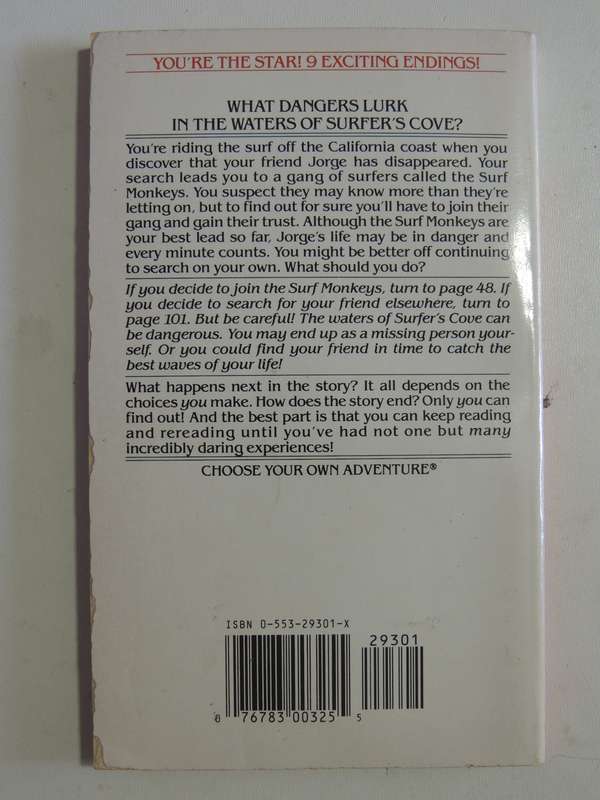 YOU'RE THE STAR! 9 EXCITING ENDINGS!
WHAT DANGERS LURK
IN THE WATERS OF SURFER'S COVE?
You're riding the surf off the California coast when you
discover that your friend Jorge has disappeared. Your
search leads you to a gang of surfers called the Surf
Monkeys. You suspect they may know more than they're
letting on, but to find out for sure you'll have to join their
gang and gain their trust. Although the Surf Monkeys are
your best lead so far, Jorge's life may be in danger and
every minute counts. You might be better off continuing
to search on your own. What should you do?
If you decide to join the Surf Monkeys, turn to page 48. If
you decide to search for your friend elsewhere, turn to
page 101. But be careful! The waters of Surfer's Cove can
be dangerous. You may end up as a missing person your-
self. Or you could find your friend in time to catch the
best waves of your life!
What happens next in the story? It all depends on the
choices you make. How does the story end? Only you can
find out! And the best part is that you can keep reading
and rereading until you've had not one but many
incredibly daring experiences!
CHOOSE YOUR OWN ADVENTURE®
ISBN 0-553-29301-X
29301
0 76783 00325 5